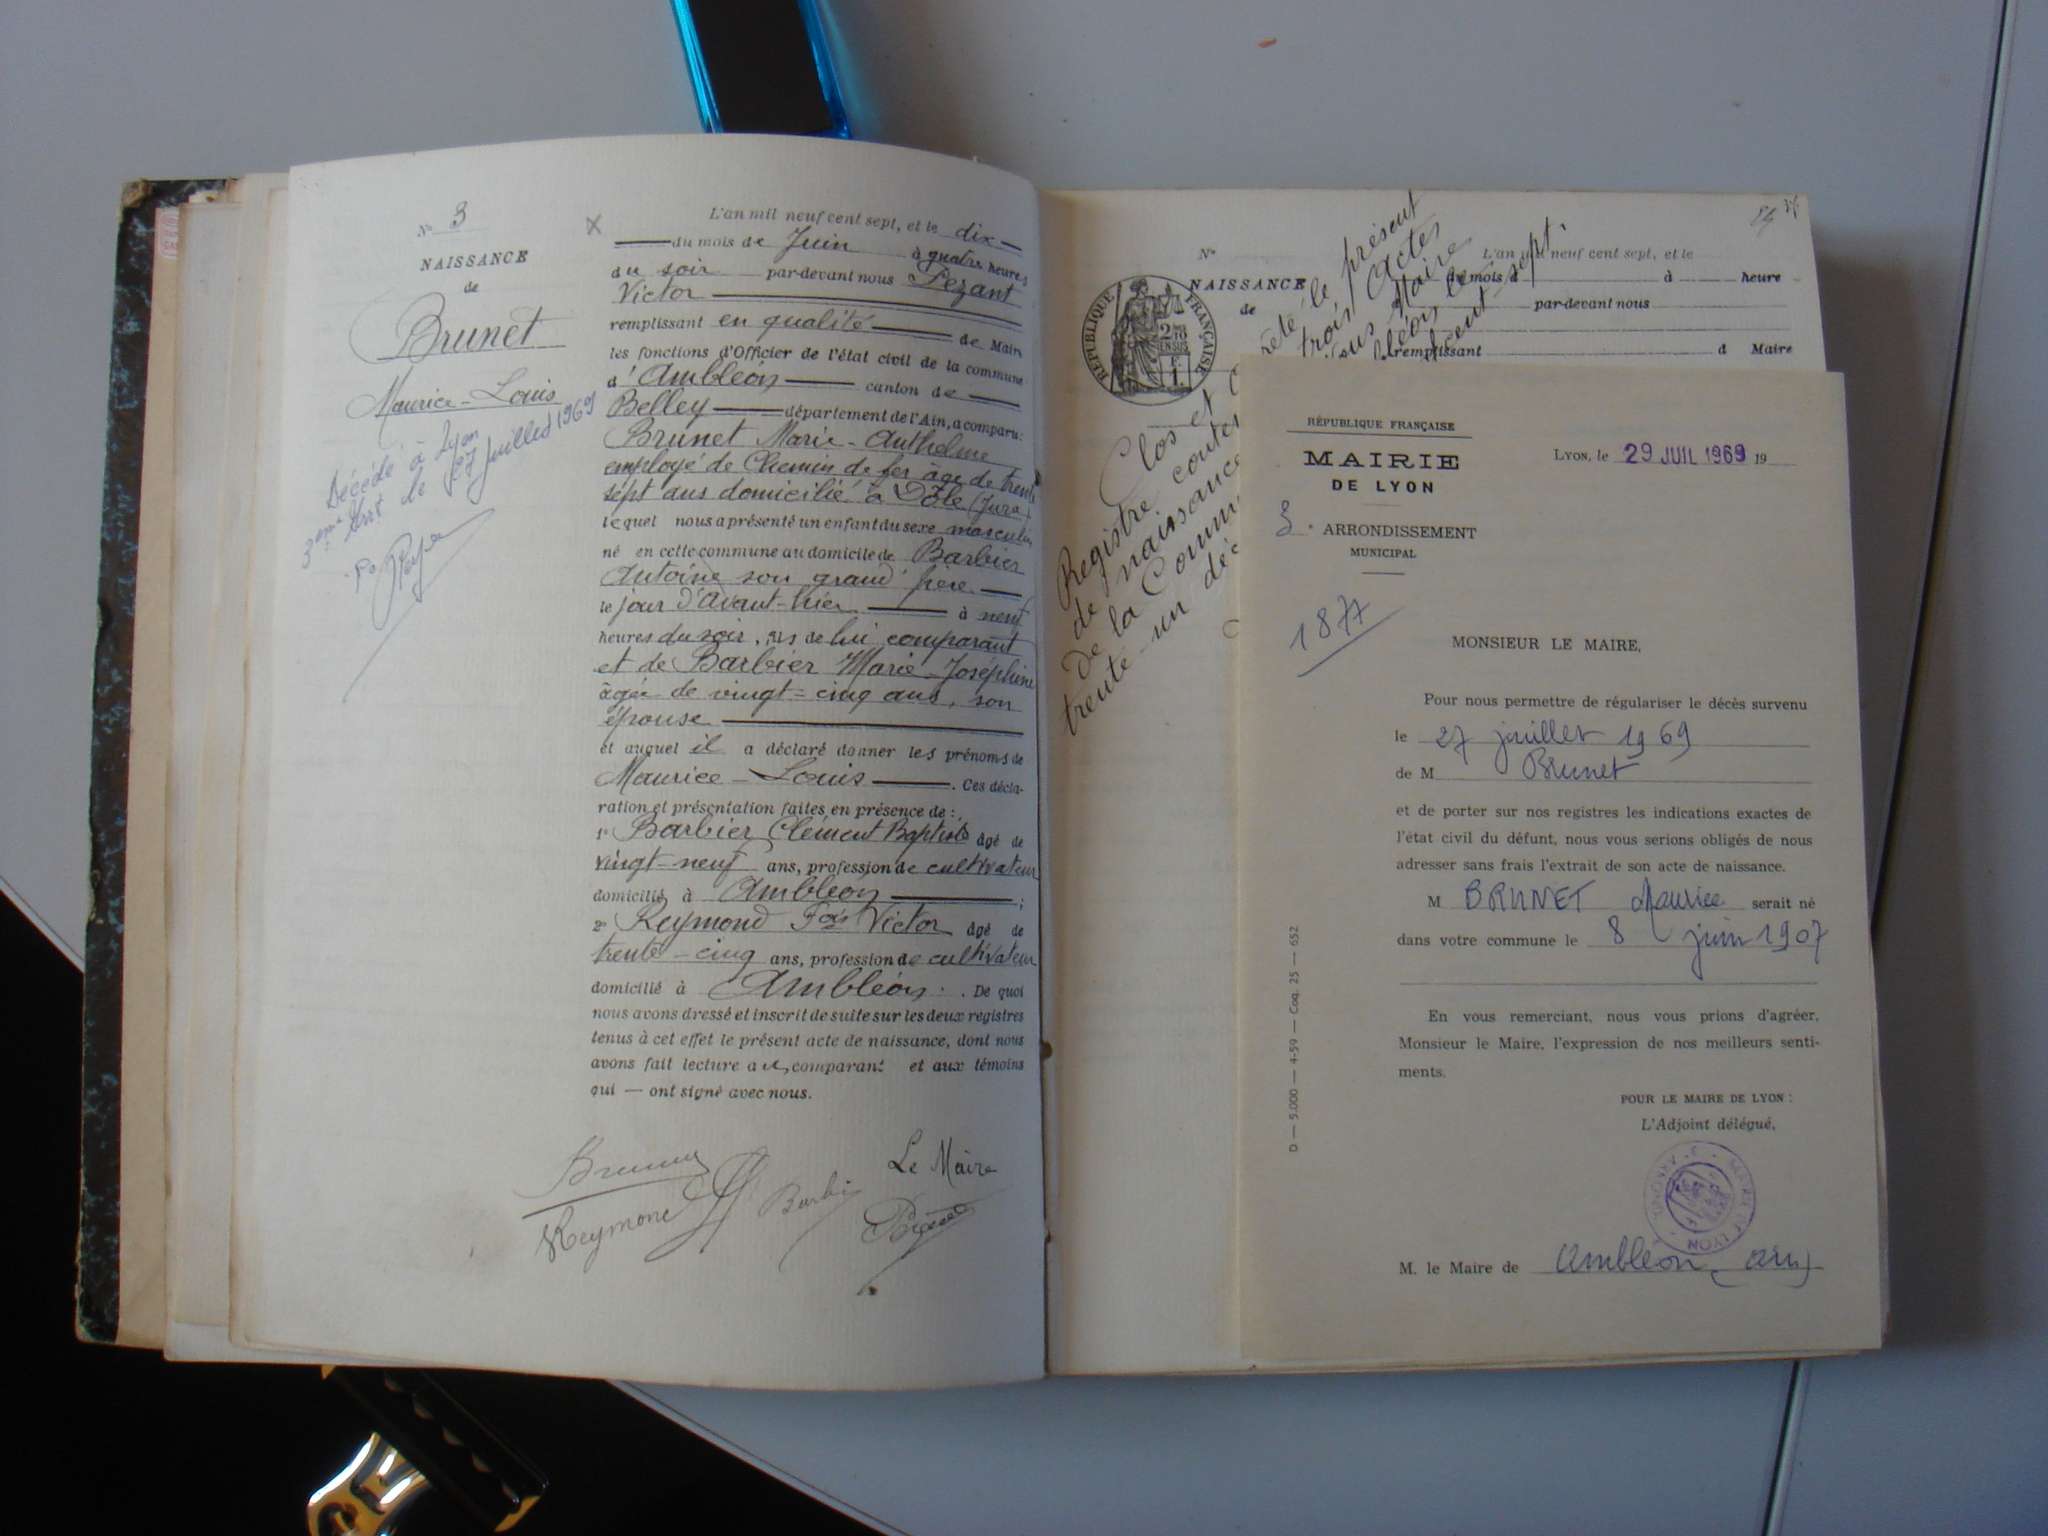 N° 3
NAISSANCE
de
Brunet
Maurice-Louis
Décédé à Lyon
3ème Arrt le 27 juillet 1969
L'an mil neuf cent sept, et le dix
du mois de Juin à quatre heures
du soir par-devant nous Pezant
Victor
remplissant en qualité de Maire
les fonctions d'Officier de l'état civil de la commune
d'Ambléon canton de
Belley département de l'Ain, a comparu:
Brunet Marie-Anthelme
employé de Chemin de fer âgé de trente
sept ans domicilié à Dôle (Jura)
lequel nous a présenté un enfant du sexe masculin
né en cette commune au domicile de Barbier
Antoine son grand'père
le jour d'Avant-hier à neuf
heures du soir, fils de lui comparant
et de Barbier Marie-Joséphine
âgée de vingt=cinq ans, son
épouse
et auquel il a déclaré donner les prénoms de
Maurice-Louis. Ces décla-
ration et présentation faites en présence de:
1° Barbier Clément Baptiste âgé de
vingt-neuf ans, profession de cultivateur
domicilié à Ambléon;
2° Reymond Fois Victor âgé de
trente-cinq ans, profession de cultivateur
domicilié à Ambléon. De quoi
nous avons dressé et inscrit de suite sur les deux registres
tenus à cet effet le présent acte de naissance, dont nous
avons fait lecture au comparant et aux témoins
qui — ont signé avec nous.
Brunet
Reymond
Barbier
Le Maire
Pezant
54
N°
NAISSANCE
de
RÉPUBLIQUE FRANÇAISE
L'an mil neuf cent sept, et le
du mois d à heure
par-devant nous
remplissant d Maire
Clos et
le présent
Registre
trois Actes
de naissance
nous Maire
de la Commune
Ambléon le
trente-un
cent sept.
RÉPUBLIQUE FRANÇAISE
MAIRIE
DE LYON
3e ARRONDISSEMENT
MUNICIPAL
1877
Lyon, le 29 JUIL 1969 19
MONSIEUR LE MAIRE,
Pour nous permettre de régulariser le décès survenu
le 27 juillet 1969
de M Brunet
et de porter sur nos registres les indications exactes de
l'état civil du défunt, nous vous serions obligés de nous
adresser sans frais l'extrait de son acte de naissance.
M BRUNET Maurice serait né
dans votre commune le 8 juin 1907
En vous remerciant, nous vous prions d'agréer,
Monsieur le Maire, l'expression de nos meilleurs senti-
ments.
POUR LE MAIRE DE LYON :
L'Adjoint délégué,
MAIRIE DE LYON
M. le Maire de Ambléon (Ain)
D — 5.000 — 4-59 — Coq. 25 — 652